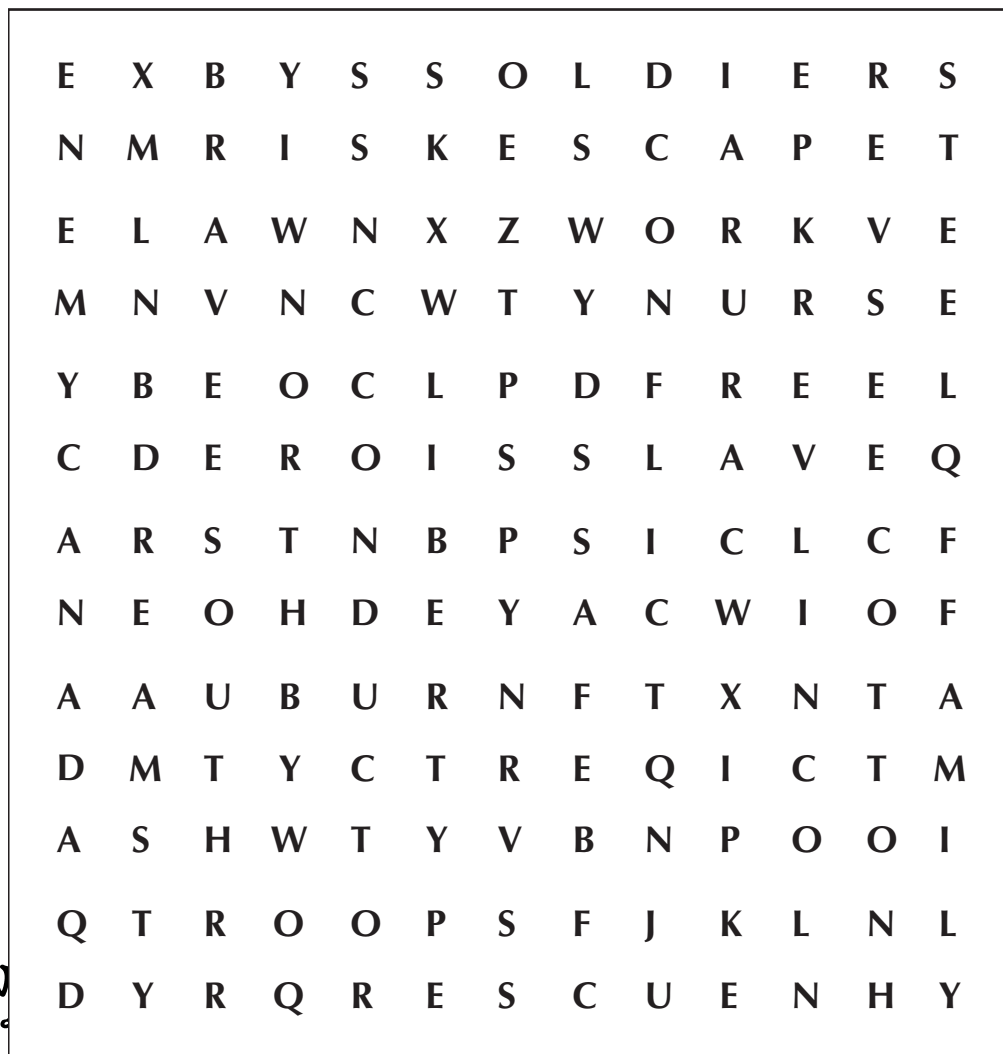 E X B Y S S O L D I E R S
N M R I S K E S C A P E T
E L A W N X Z W O R K V E
M N V N C W T Y N U R S E
Y B E O C L P D F R E E L
C D E R O I S S L A V E Q
A R S T N B P S I C L C F
N E O H D E Y A C W I O F
A A U B U R N F T X N T A
D M T Y C T R E Q I C T M
A S H W T Y V B N P O O I
Q T R O O P S F J K L N L
D Y R Q R E S C U E N H Y